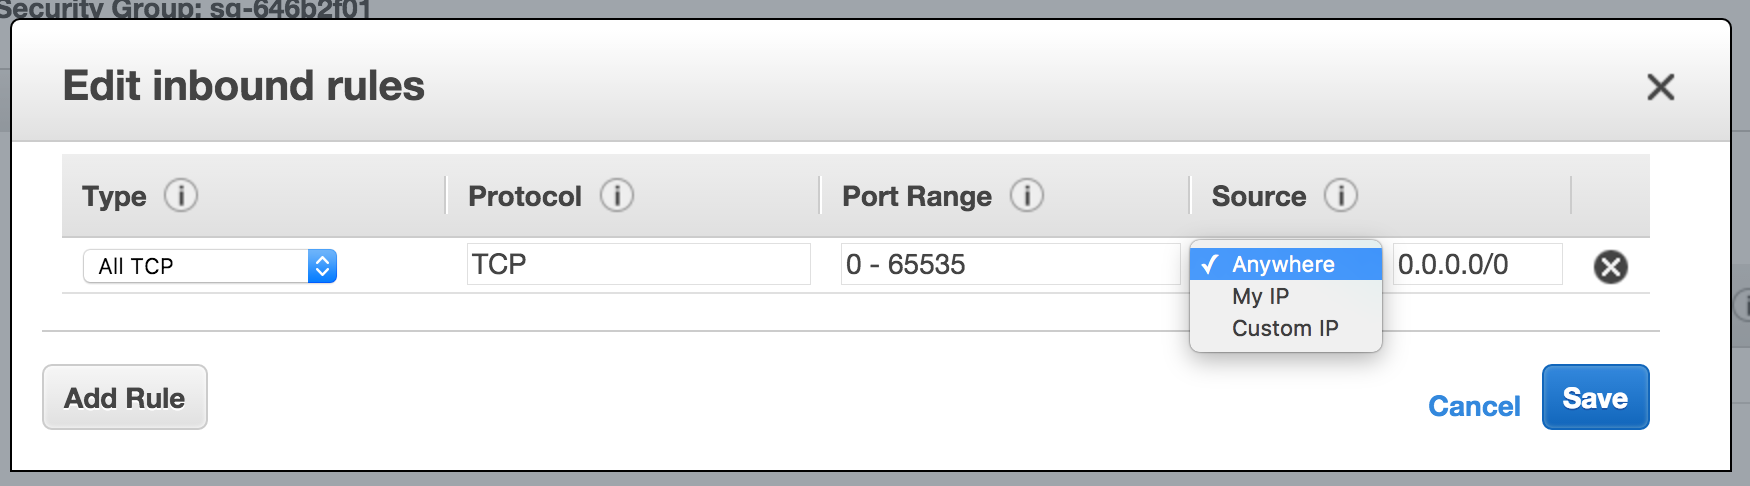 Security Group: sg-646b2f01
Edit inbound rules
Type Protocol Port Range Source
All TCP TCP 0 - 65535 Anywhere 0.0.0.0/0
My IP
Custom IP
Add Rule Cancel Save